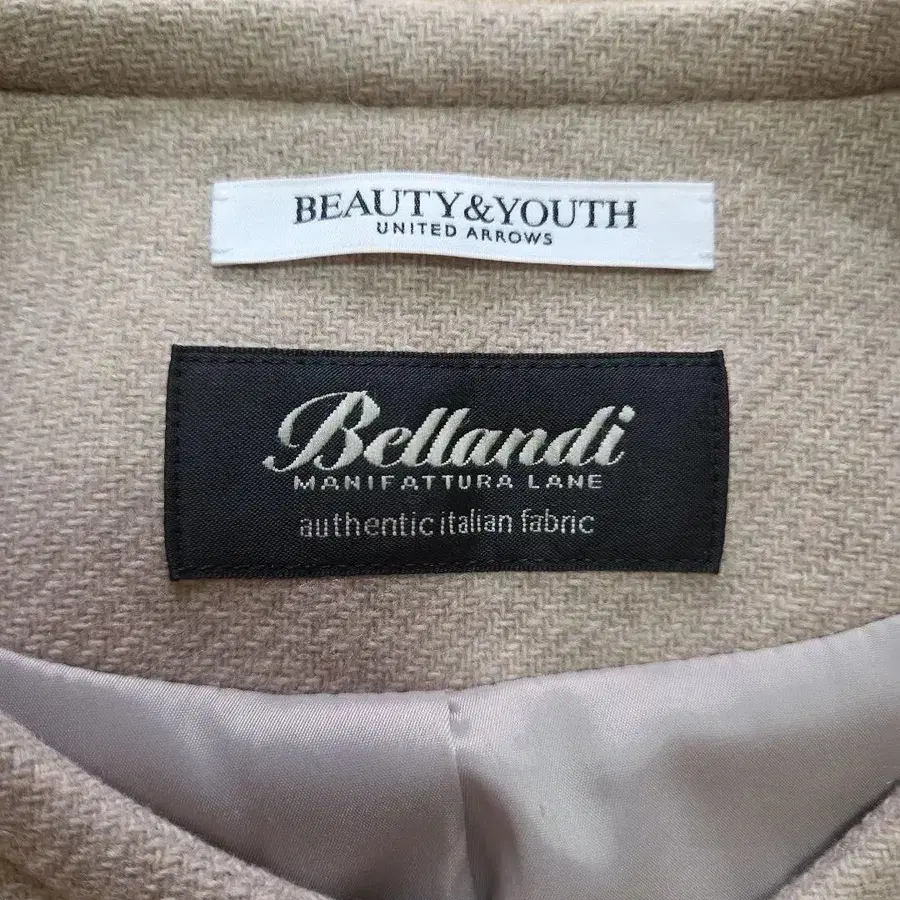 BEAUTY&YOUTH
UNITED ARROWS
Bellandi
MANIFATTURA LANE
authentic italian fabric